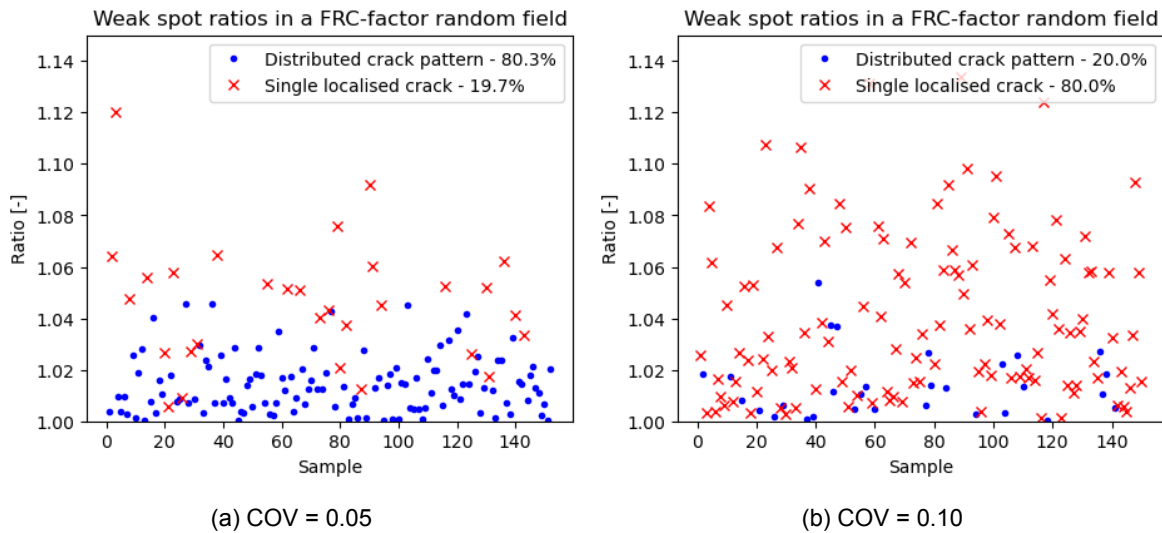 Weak spot ratios in a FRC-factor random field
Distributed crack pattern - 80.3%
Single localised crack - 19.7%
1.14
1.12
1.10
1.08
1.06
1.04
1.02
1.00
Ratio [-]
0 20 40 60 80 100 120 140
Sample
(a) COV = 0.05
Weak spot ratios in a FRC-factor random field
Distributed crack pattern - 20.0%
Single localised crack - 80.0%
1.14
1.12
1.10
1.08
1.06
1.04
1.02
1.00
Ratio [-]
0 20 40 60 80 100 120 140
Sample
(b) COV = 0.10